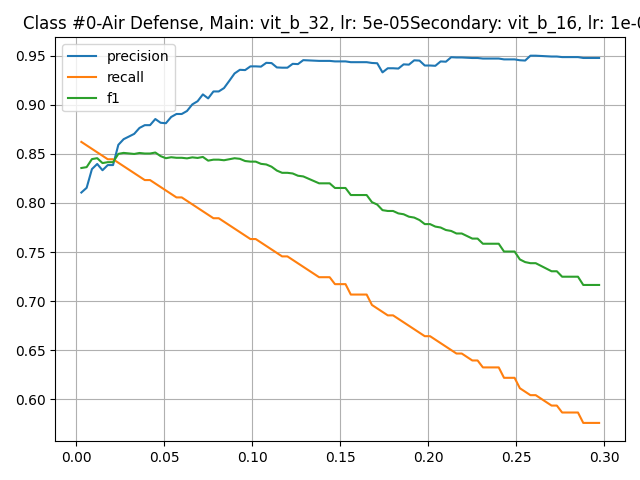 Class #0-Air Defense, Main: vit_b_32, lr: 5e-05Secondary: vit_b_16, lr: 1e-0
precision
recall
f1
0.95
0.90
0.85
0.80
0.75
0.70
0.65
0.60
0.00 0.05 0.10 0.15 0.20 0.25 0.30